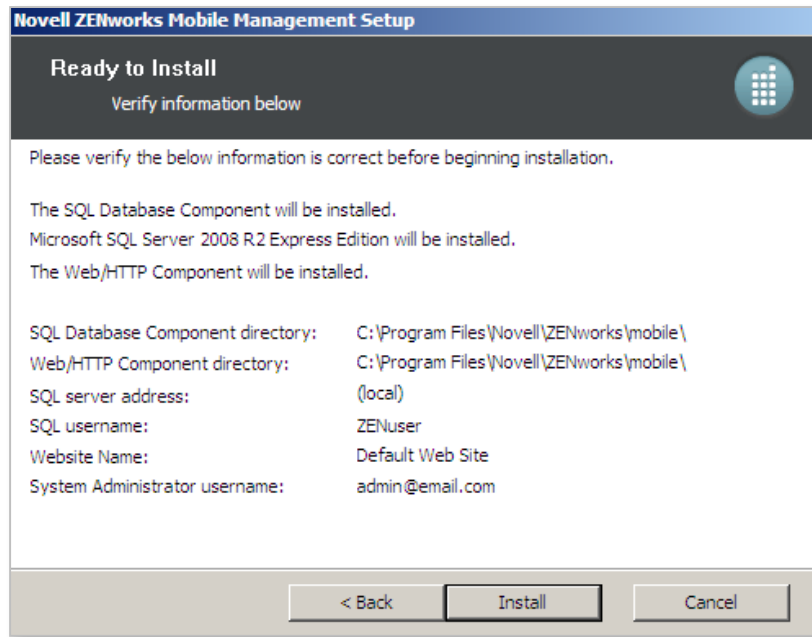 Novell ZENworks Mobile Management Setup
Ready to Install
Verify information below
Please verify the below information is correct before beginning installation.
The SQL Database Component will be installed.
Microsoft SQL Server 2008 R2 Express Edition will be installed.
The Web/HTTP Component will be installed.
SQL Database Component directory: C:\Program Files\Novell\ZENworks\mobile\
Web/HTTP Component directory: C:\Program Files\Novell\ZENworks\mobile\
SQL server address: (local)
SQL username: ZENuser
Website Name: Default Web Site
System Administrator username: admin@email.com
< Back Install Cancel